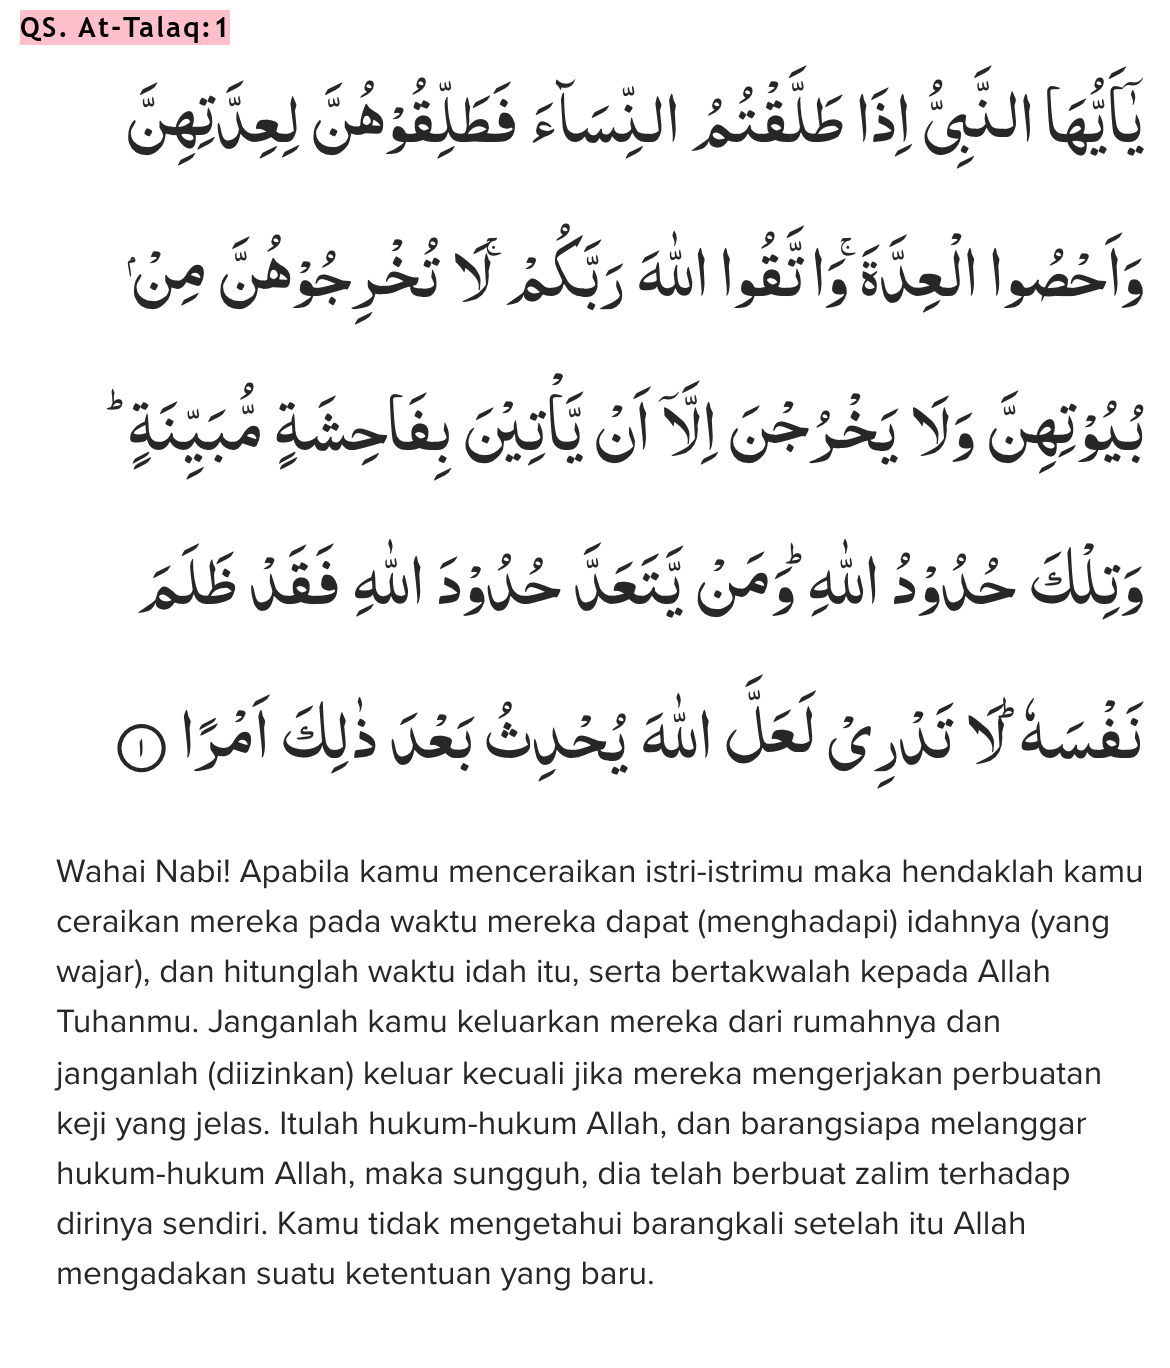 QS. At-Talaq:1
يٰٓاَيُّهَا النَّبِيُّ اِذَا طَلَّقْتُمُ النِّسَاۤءَ فَطَلِّقُوْهُنَّ لِعِدَّتِهِنَّ
وَاَحْصُوا الْعِدَّةَۚ وَاتَّقُوا اللّٰهَ رَبَّكُمْۚ لَا تُخْرِجُوْهُنَّ مِنْۢ
بُيُوْتِهِنَّ وَلَا يَخْرُجْنَ اِلَّآ اَنْ يَّأْتِيْنَ بِفَاحِشَةٍ مُّبَيِّنَةٍۗ
وَتِلْكَ حُدُوْدُ اللّٰهِ ۗوَمَنْ يَّتَعَدَّ حُدُوْدَ اللّٰهِ فَقَدْ ظَلَمَ
نَفْسَهٗ ۗلَا تَدْرِيْ لَعَلَّ اللّٰهَ يُحْدِثُ بَعْدَ ذٰلِكَ اَمْرًا ١
Wahai Nabi! Apabila kamu menceraikan istri-istrimu maka hendaklah kamu
ceraikan mereka pada waktu mereka dapat (menghadapi) idahnya (yang
wajar), dan hitunglah waktu idah itu, serta bertakwalah kepada Allah
Tuhanmu. Janganlah kamu keluarkan mereka dari rumahnya dan
janganlah (diizinkan) keluar kecuali jika mereka mengerjakan perbuatan
keji yang jelas. Itulah hukum-hukum Allah, dan barangsiapa melanggar
hukum-hukum Allah, maka sungguh, dia telah berbuat zalim terhadap
dirinya sendiri. Kamu tidak mengetahui barangkali setelah itu Allah
mengadakan suatu ketentuan yang baru.